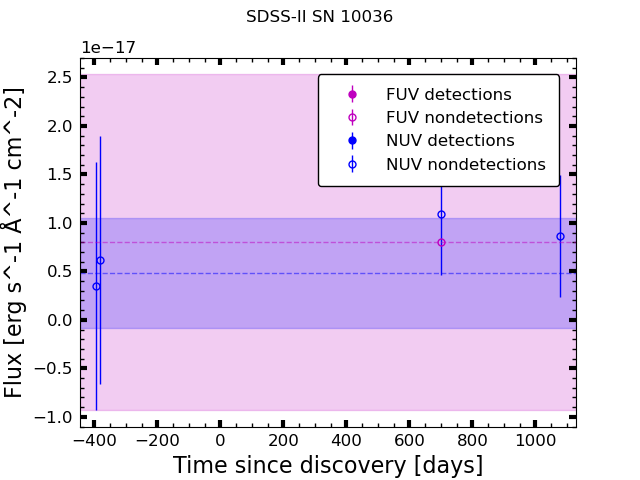 SDSS-II SN 10036
1e−17
FUV detections
FUV nondetections
NUV detections
NUV nondetections
2.5
2.0
1.5
1.0
0.5
0.0
−0.5
−1.0
Flux [erg s^-1 Å^-1 cm^-2]
−400 −200 0 200 400 600 800 1000
Time since discovery [days]